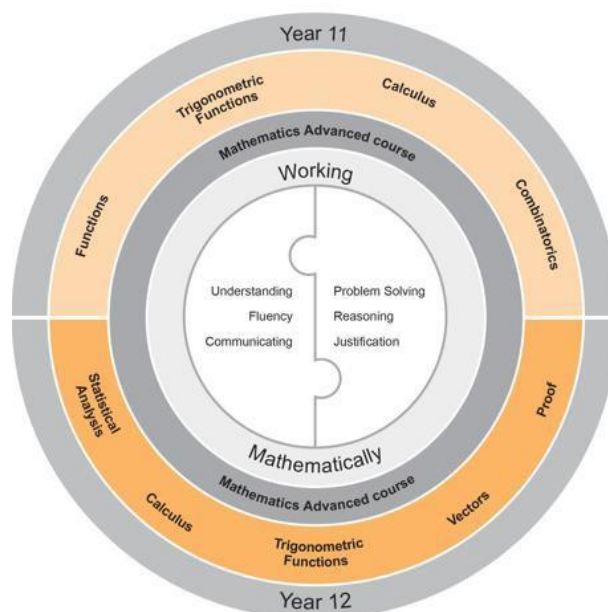 Year 11
Functions
Trigonometric
Functions
Calculus
Combinatorics
Mathematics Advanced course
Working
Understanding
Fluency
Communicating
Problem Solving
Reasoning
Justification
Mathematically
Mathematics Advanced course
Statistical
Analysis
Calculus
Trigonometric
Functions
Vectors
Proof
Year 12